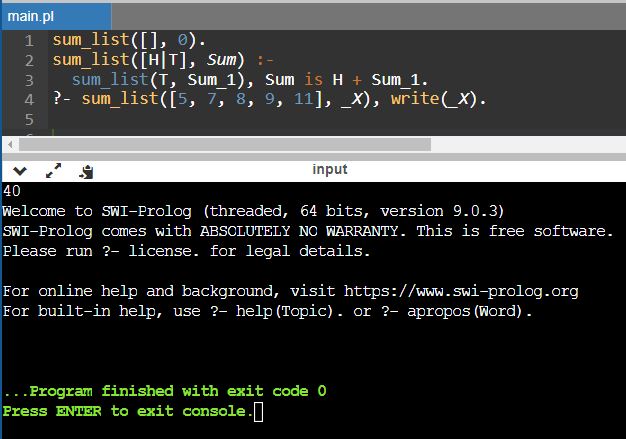 main.pl
1 sum_list([], 0).
2 sum_list([H|T], Sum) :-
3   sum_list(T, Sum_1), Sum is H + Sum_1.
4 ?- sum_list([5, 7, 8, 9, 11], _X), write(_X).
5
input
40
Welcome to SWI-Prolog (threaded, 64 bits, version 9.0.3)
SWI-Prolog comes with ABSOLUTELY NO WARRANTY. This is free software.
Please run ?- license. for legal details.
For online help and background, visit https://www.swi-prolog.org
For built-in help, use ?- help(Topic). or ?- apropos(Word).
...Program finished with exit code 0
Press ENTER to exit console.